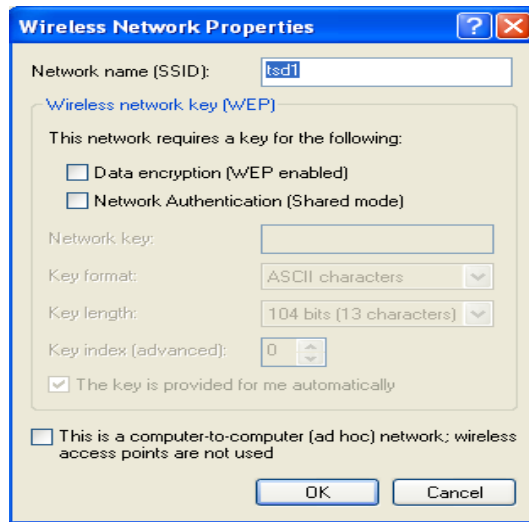 Wireless Network Properties
Network name (SSID): tsd1
Wireless network key (WEP)
This network requires a key for the following:
Data encryption (WEP enabled)
Network Authentication (Shared mode)
Network key:
Key format: ASCII characters
Key length: 104 bits (13 characters)
Key index (advanced): 0
The key is provided for me automatically
This is a computer-to-computer (ad hoc) network; wireless
access points are not used
OK Cancel